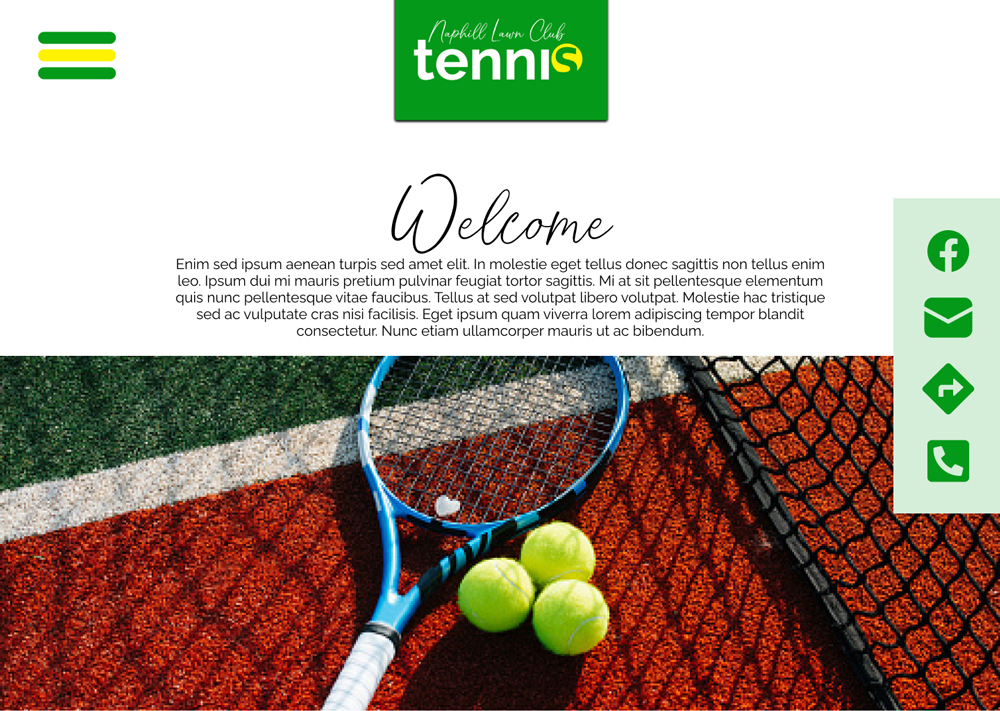 Naphill Lawn Club
tennis
Welcome
Enim sed ipsum aenean turpis sed amet elit. In molestie eget tellus donec sagittis non tellus enim
leo. Ipsum dui mi mauris pretium pulvinar feugiat tortor sagittis. Mi at sit pellentesque elementum
quis nunc pellentesque vitae faucibus. Tellus at sed volutpat libero volutpat. Molestie hac tristique
sed ac vulputate cras nisi facilisis. Eget ipsum quam viverra lorem adipiscing tempor blandit
consectetur. Nunc etiam ullamcorper mauris ut ac bibendum.